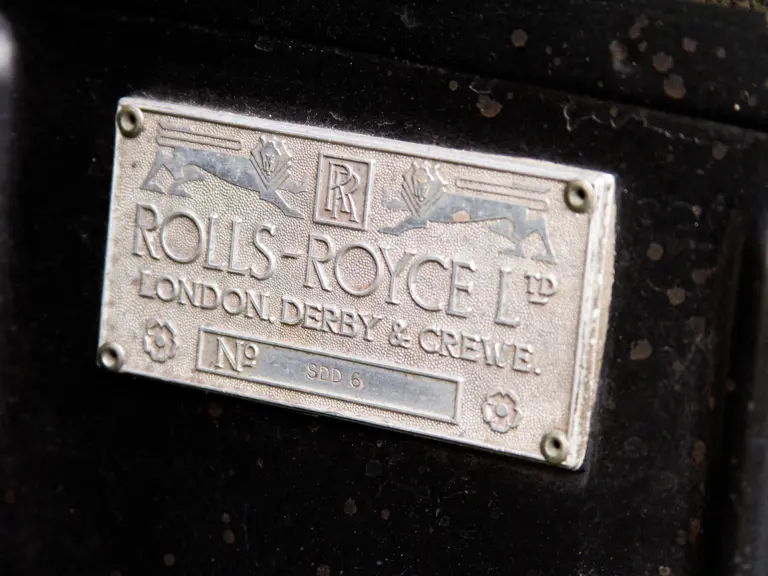 RR
ROLLS-ROYCE LTD
LONDON, DERBY & CREWE.
Nº SDD 6